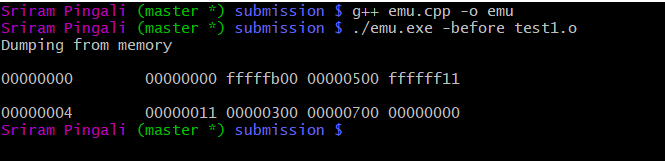 Sriram Pingali (master *) submission $ g++ emu.cpp -o emu
Sriram Pingali (master *) submission $ ./emu.exe -before test1.o
Dumping from memory
00000000 00000000 fffffb00 00000500 ffffff11
00000004 00000011 00000300 00000700 00000000
Sriram Pingali (master *) submission $